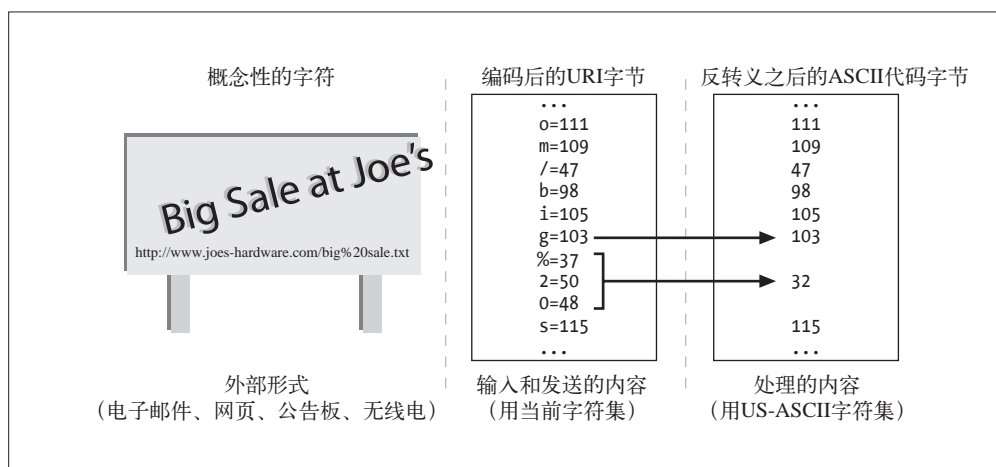 概念性的字符
Big Sale at Joe's
http://www.joes-hardware.com/big%20sale.txt
外部形式
（电子邮件、网页、公告板、无线电）
编码后的URI字节
...
o=111
m=109
/=47
b=98
i=105
g=103
%=37
2=50
0=48
s=115
...
输入和发送的内容
（用当前字符集）
反转义之后的ASCII代码字节
...
111
109
47
98
105
103
32
115
...
处理的内容
（用US-ASCII字符集）